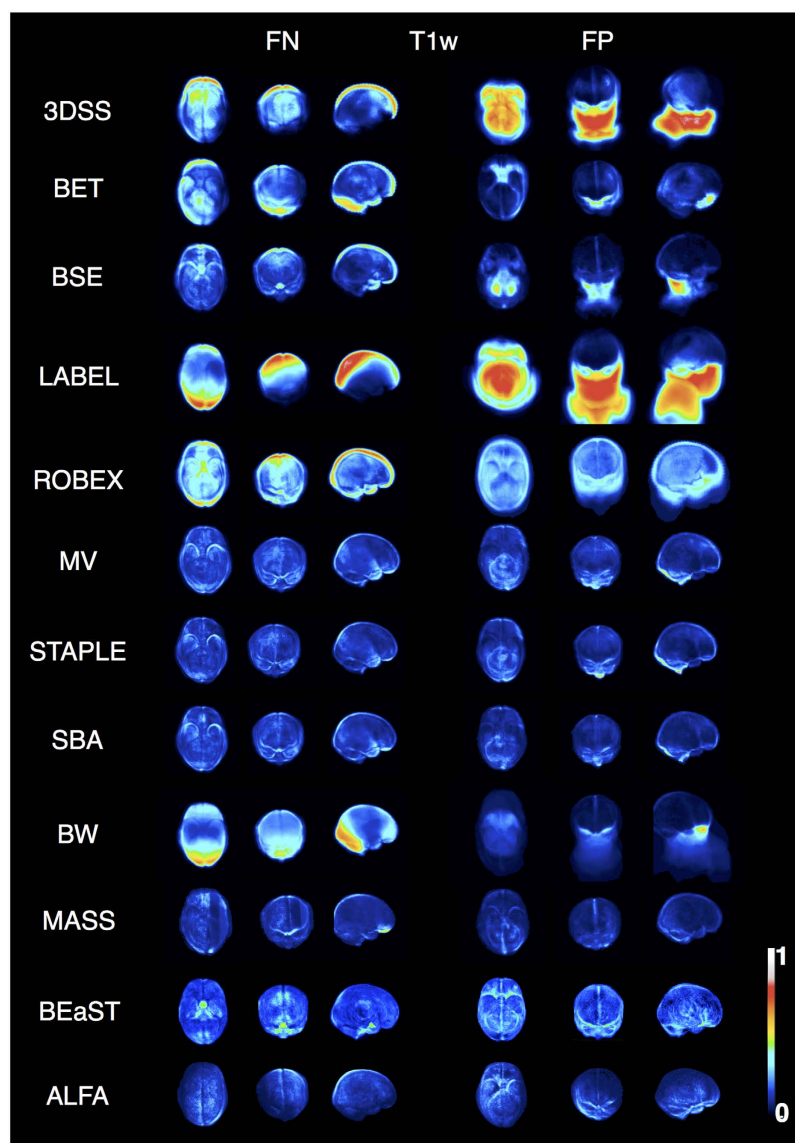 FN T1w FP
3DSS
BET
BSE
LABEL
ROBEX
MV
STAPLE
SBA
BW
MASS
BEaST
1
ALFA
0